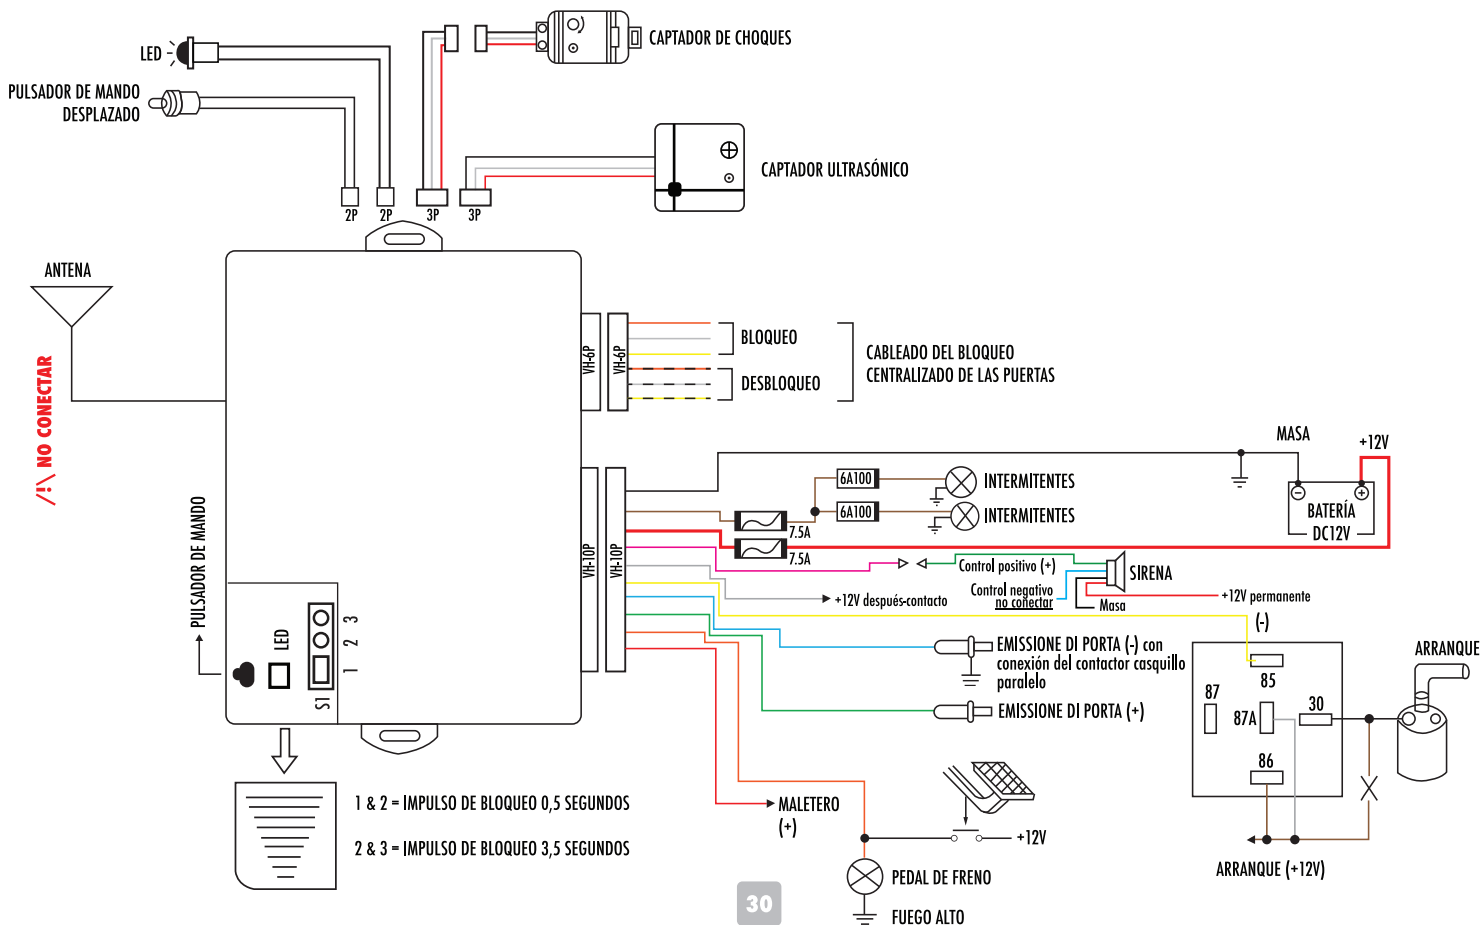 LED
PULSADOR DE MANDO
DESPLAZADO
CAPTADOR DE CHOQUES
CAPTADOR ULTRASÓNICO
2P
2P
3P
3P
ANTENA
/!\ NO CONECTAR
VH-6P
VH-6P
BLOQUEO
DESBLOQUEO
CABLEADO DEL BLOQUEO
CENTRALIZADO DE LAS PUERTAS
MASA
+12V
BATERÍA
DC12V
6A100
INTERMITENTES
6A100
INTERMITENTES
7.5A
7.5A
VH-10P
VH-10P
PULSADOR DE MANDO
LED
S1
1
2
3
Control positivo (+)
Control negativo
no conectar
Masa
SIRENA
+12V permanente
+12V después-contacto
(-)
EMISSIONE DI PORTA (-) con
conexión del contactor casquillo
paralelo
EMISSIONE DI PORTA (+)
85
87
87A
30
86
ARRANQUE
ARRANQUE (+12V)
MALETERO
(+)
+12V
PEDAL DE FRENO
FUEGO ALTO
1 & 2 = IMPULSO DE BLOQUEO 0,5 SEGUNDOS
2 & 3 = IMPULSO DE BLOQUEO 3,5 SEGUNDOS
30